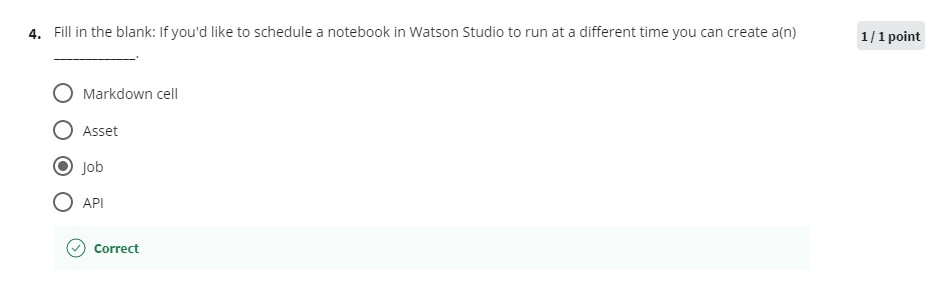 4. Fill in the blank: If you'd like to schedule a notebook in Watson Studio to run at a different time you can create a(n)
_____________.
1 / 1 point
Markdown cell
Asset
Job
API
Correct